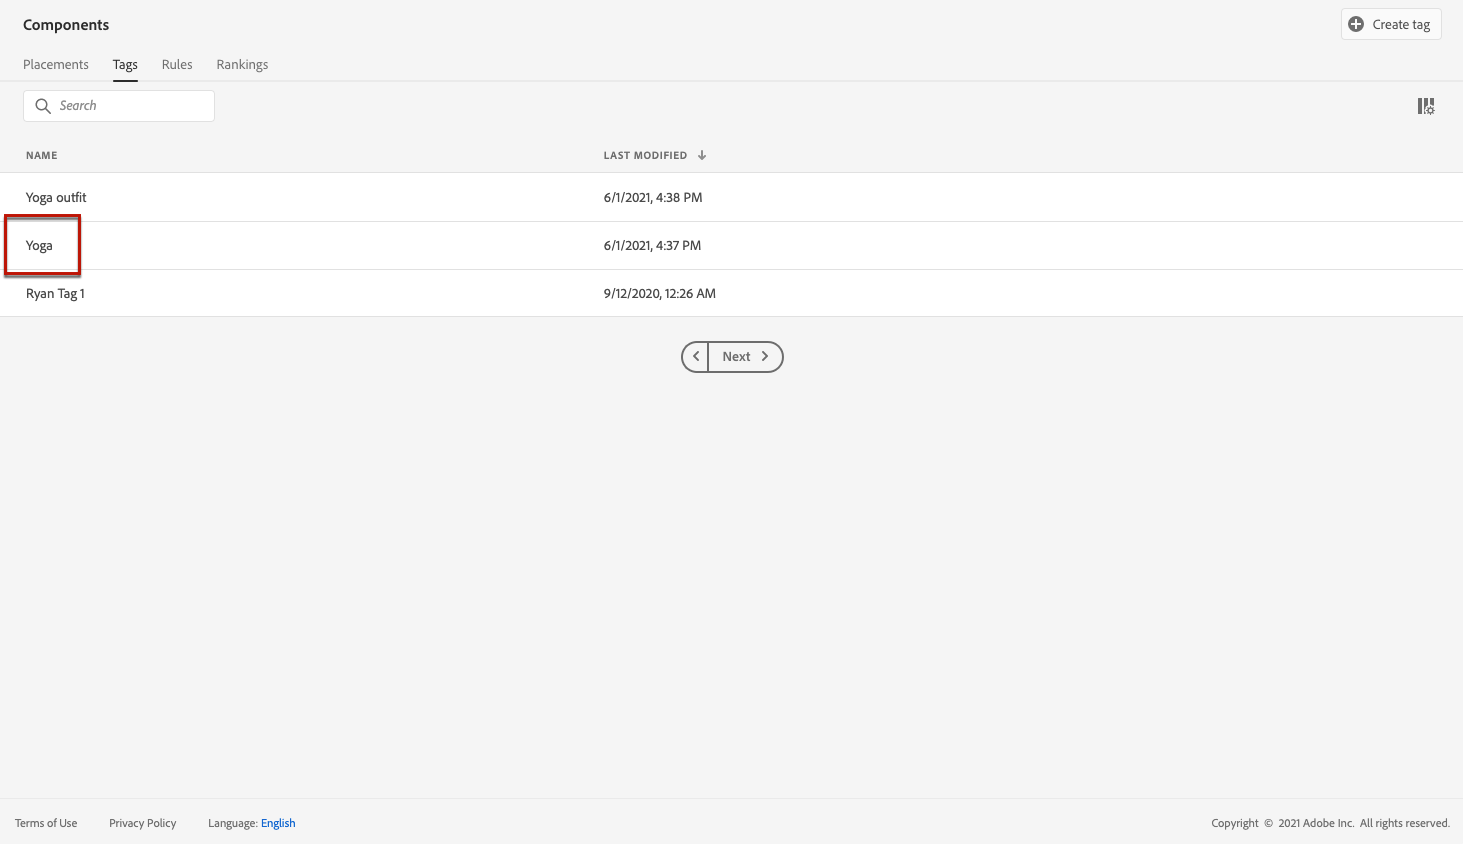 Components
Create tag
Placements Tags Rules Rankings
Search
NAME LAST MODIFIED
Yoga outfit 6/1/2021, 4:38 PM
Yoga 6/1/2021, 4:37 PM
Ryan Tag 1 9/12/2020, 12:26 AM
Next
Terms of Use Privacy Policy Language: English Copyright © 2021 Adobe Inc. All rights reserved.